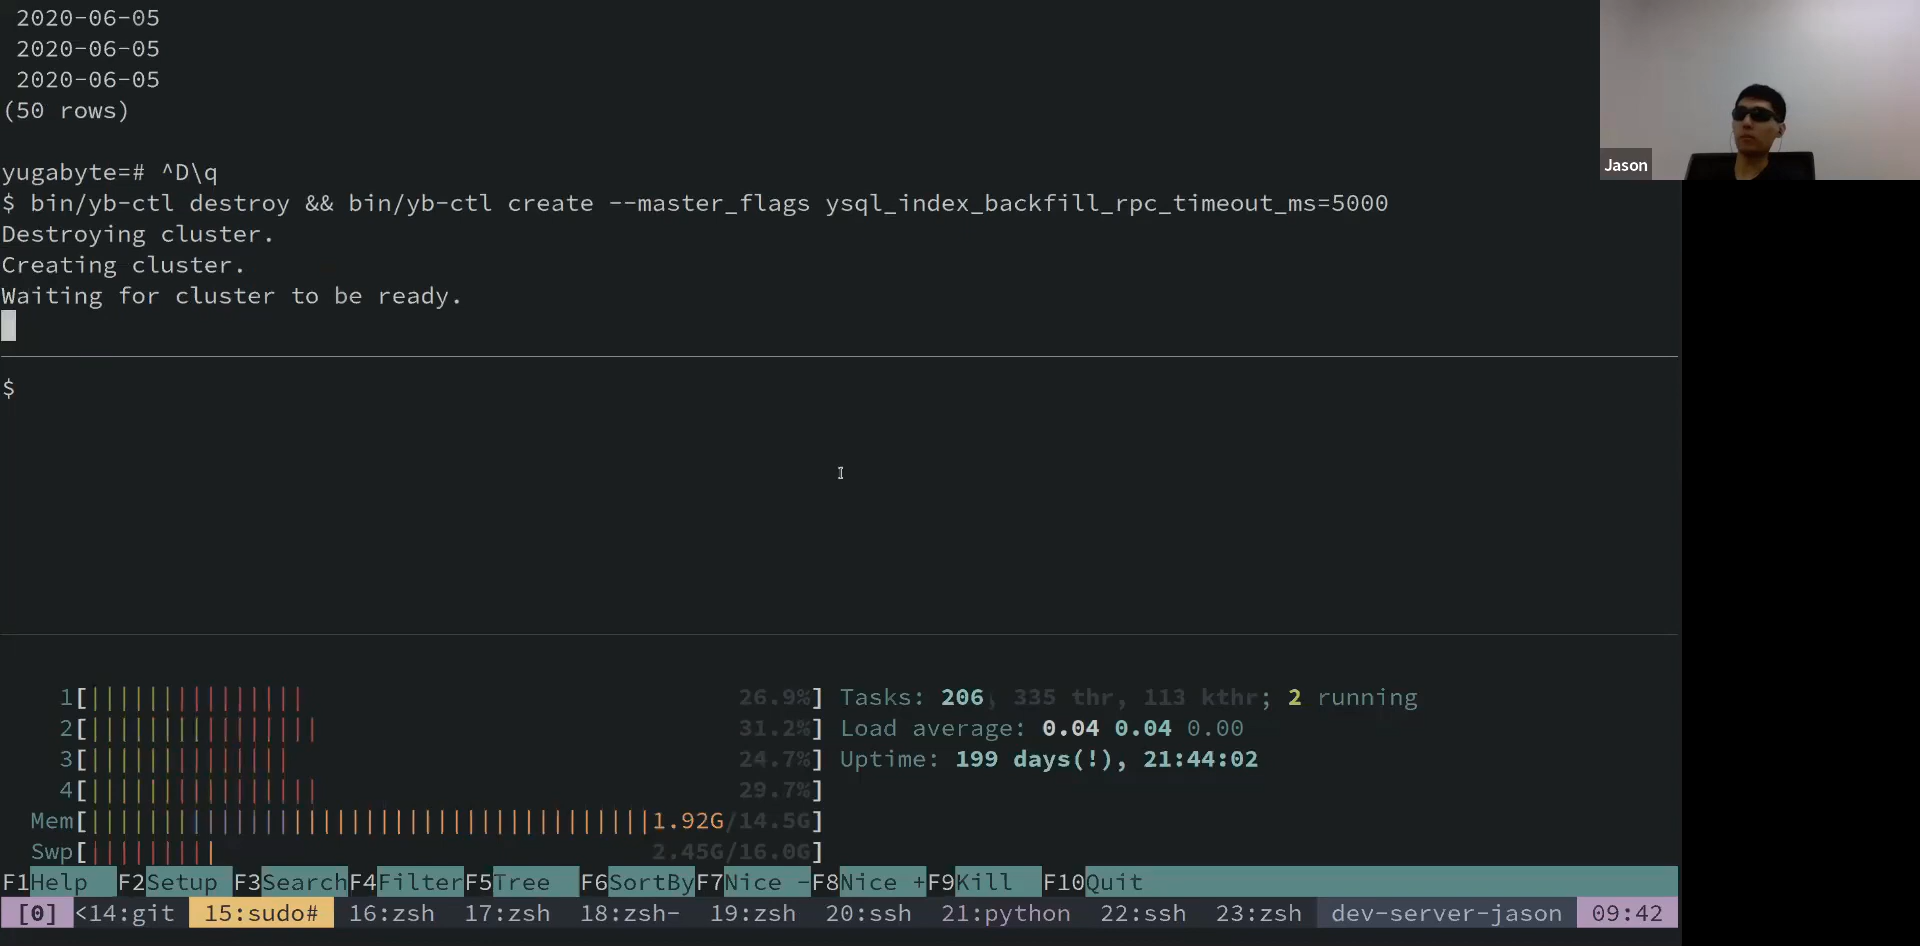 2020-06-05
2020-06-05
2020-06-05
(50 rows)
yugabyte=# ^D\q
$ bin/yb-ctl destroy && bin/yb-ctl create --master_flags ysql_index_backfill_rpc_timeout_ms=5000
Destroying cluster.
Creating cluster.
Waiting for cluster to be ready.
Jason
$
1[ 26.9%] Tasks: 206, 335 thr, 113 kthr; 2 running
2[ 31.2%] Load average: 0.04 0.04 0.00
3[ 24.7%] Uptime: 199 days(!), 21:44:02
4[ 29.7%]
Mem[ 1.92G/14.5G]
Swp[ 2.45G/16.0G]
F1Help F2Setup F3SearchF4FilterF5Tree F6SortByF7Nice -F8Nice +F9Kill F10Quit
[0] <14:git 15:sudo# 16:zsh 17:zsh 18:zsh- 19:zsh 20:ssh 21:python 22:ssh 23:zsh dev-server-jason 09:42